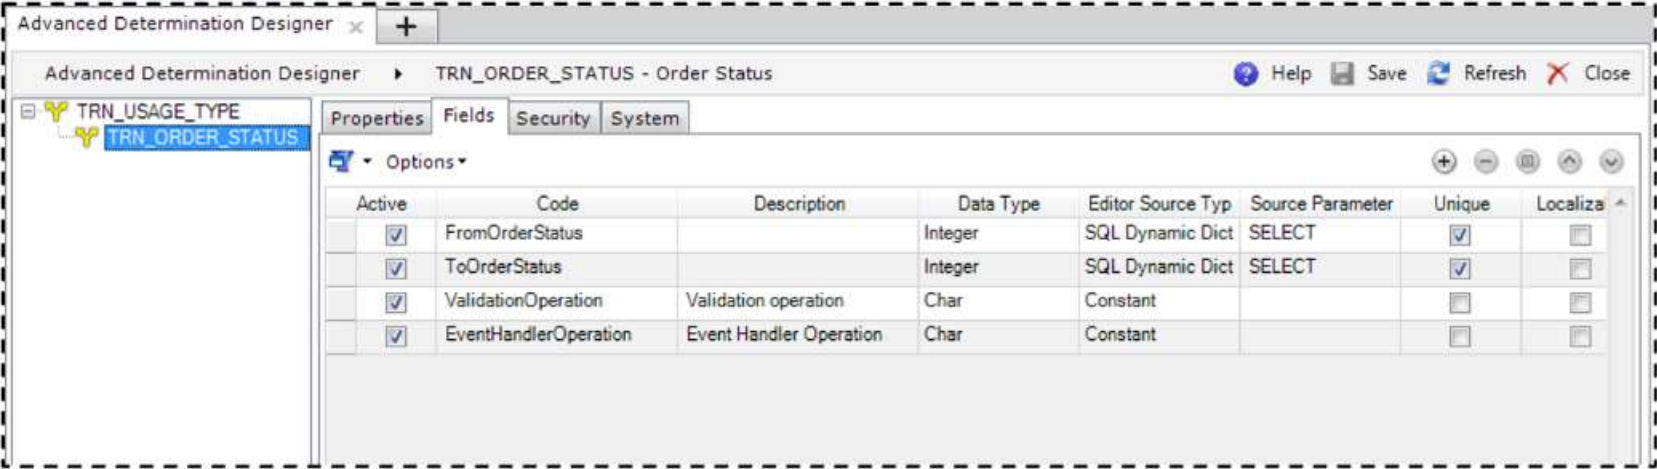 Advanced Determination Designer
Advanced Determination Designer TRN_ORDER_STATUS - Order Status Help Save Refresh Close
TRN_USAGE_TYPE
TRN_ORDER_STATUS
Properties Fields Security System
Options
Active Code Description Data Type Editor Source Typ Source Parameter Unique Localiza
FromOrderStatus Integer SQL Dynamic Dict SELECT
ToOrderStatus Integer SQL Dynamic Dict SELECT
ValidationOperation Validation operation Char Constant
EventHandlerOperation Event Handler Operation Char Constant